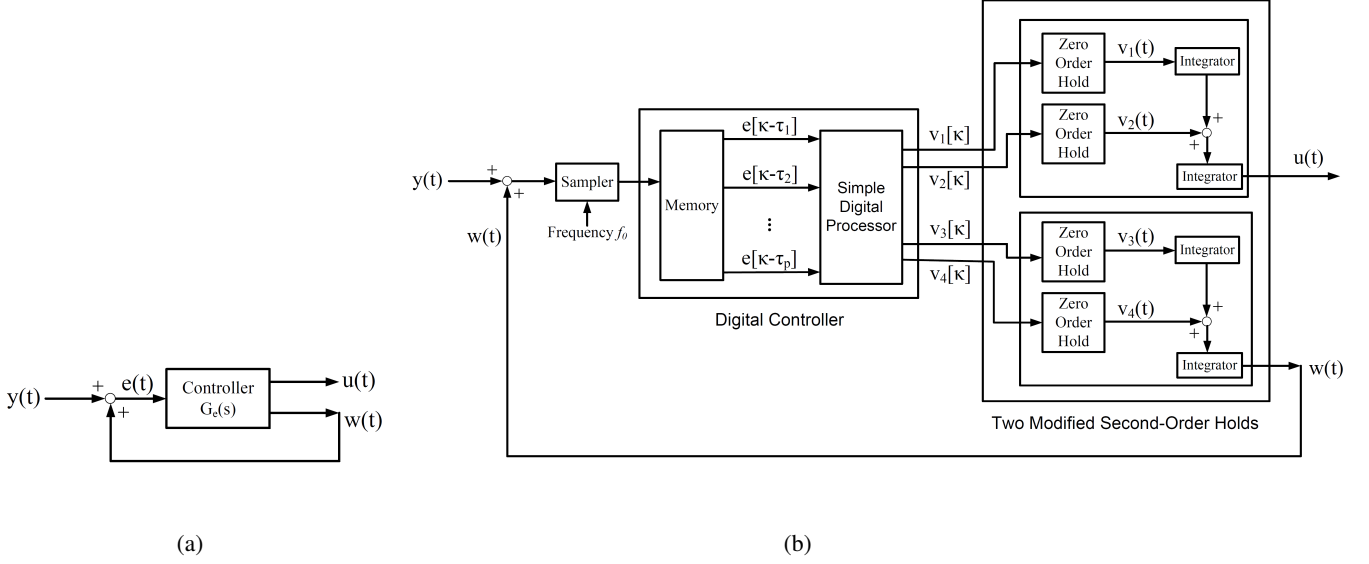 y(t)
+
+
e(t)
Controller
Gₑ(s)
u(t)
w(t)
(a)
y(t)
+
+
w(t)
Sampler
Frequency f₀
Memory
e[κ-τ₁]
e[κ-τ₂]
⋮
e[κ-τₚ]
Simple
Digital
Processor
Digital Controller
v₁[κ]
v₂[κ]
v₃[κ]
v₄[κ]
Zero
Order
Hold
v₁(t)
Integrator
Zero
Order
Hold
v₂(t)
+
+
Integrator
u(t)
Zero
Order
Hold
v₃(t)
Integrator
Zero
Order
Hold
v₄(t)
+
+
Integrator
w(t)
Two Modified Second-Order Holds
(b)